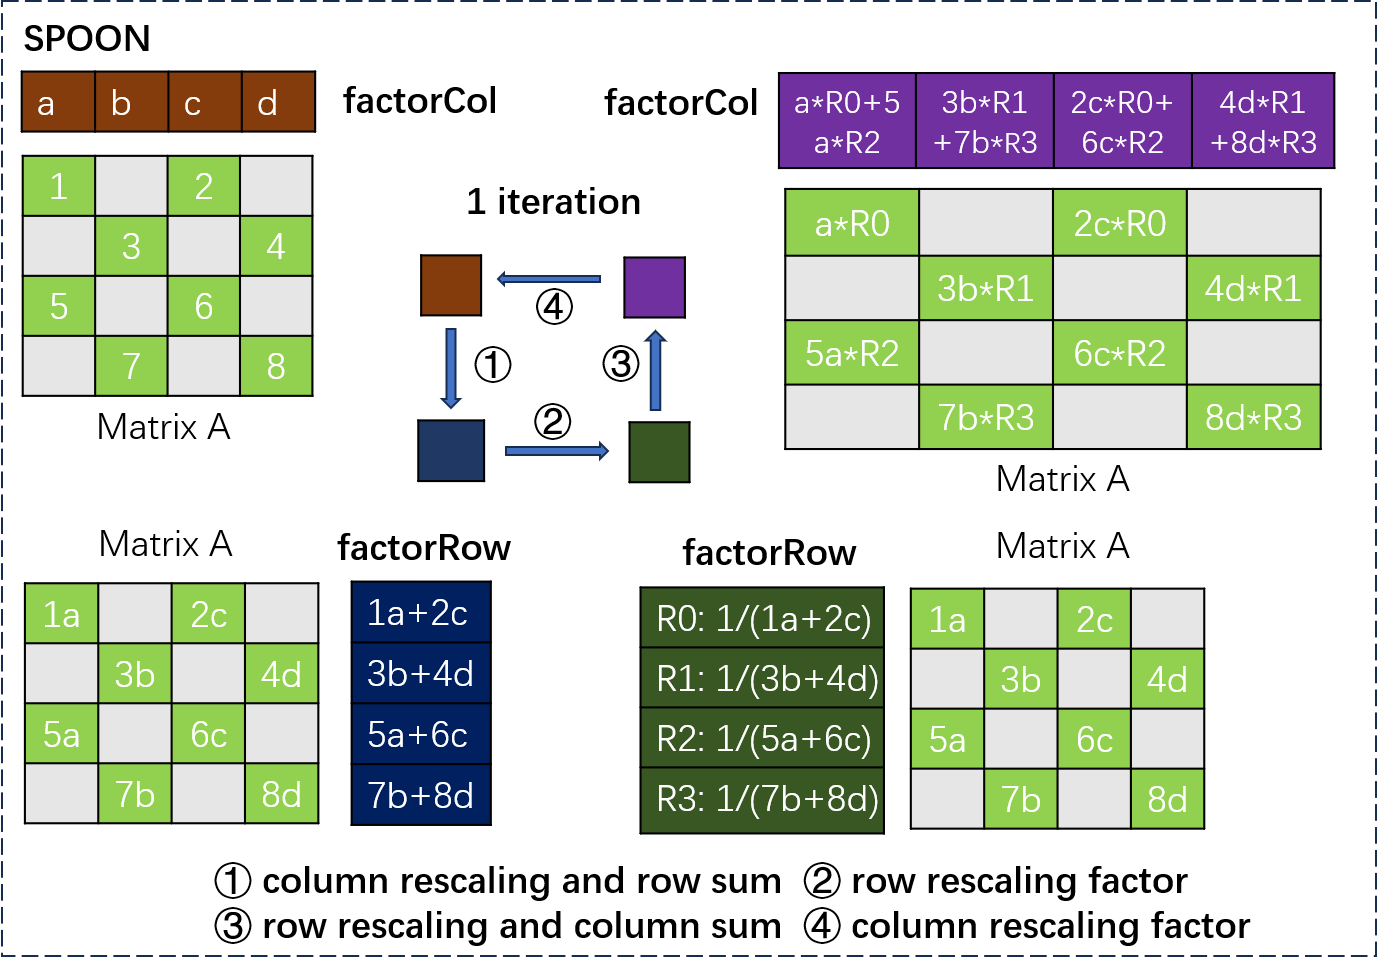 SPOON
a b c d
factorCol
1 2
3 4
5 6
7 8
Matrix A
factorCol
a*R0+5 a*R2
3b*R1 +7b*R3
2c*R0+ 6c*R2
4d*R1 +8d*R3
a*R0 2c*R0
3b*R1 4d*R1
5a*R2 6c*R2
7b*R3 8d*R3
Matrix A
1 iteration
④
① ③
②
Matrix A
1a 2c
3b 4d
5a 6c
7b 8d
factorRow
1a+2c
3b+4d
5a+6c
7b+8d
factorRow
R0: 1/(1a+2c)
R1: 1/(3b+4d)
R2: 1/(5a+6c)
R3: 1/(7b+8d)
Matrix A
1a 2c
3b 4d
5a 6c
7b 8d
① column rescaling and row sum ② row rescaling factor
③ row rescaling and column sum ④ column rescaling factor